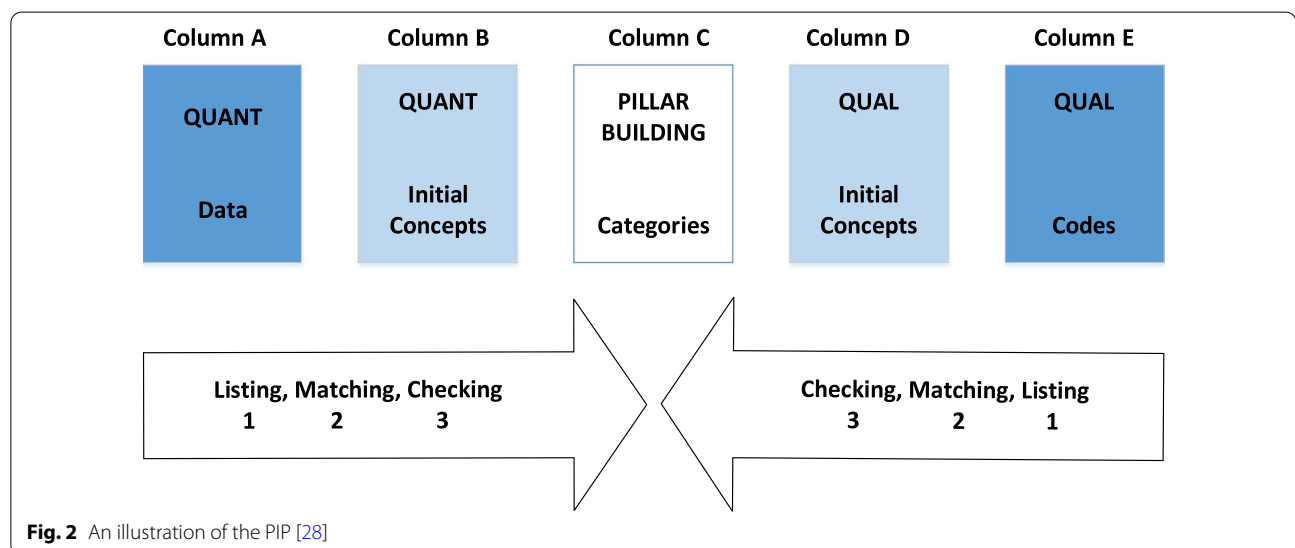 Column A Column B Column C Column D Column E
QUANT QUANT PILLAR BUILDING QUAL QUAL
Data Initial Concepts Categories Initial Concepts Codes
Listing, Matching, Checking
1 2 3
Checking, Matching, Listing
3 2 1
Fig. 2 An illustration of the PIP [28]